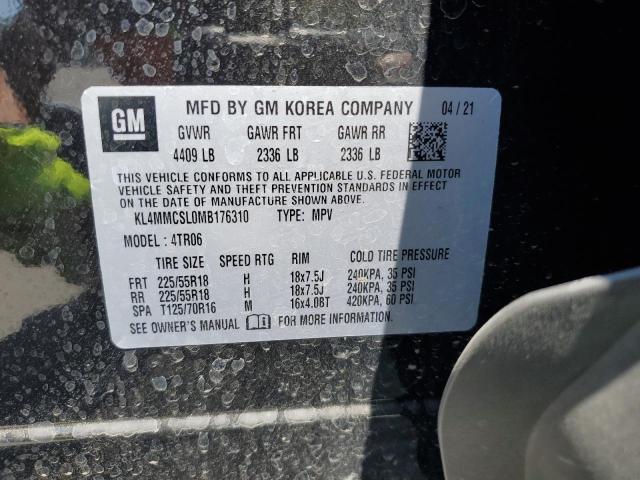 GM MFD BY GM KOREA COMPANY 04 / 21
GVWR GAWR FRT GAWR RR
4409 LB 2336 LB 2336 LB
THIS VEHICLE CONFORMS TO ALL APPLICABLE U.S. FEDERAL MOTOR
VEHICLE SAFETY AND THEFT PREVENTION STANDARDS IN EFFECT
ON THE DATE OF MANUFACTURE SHOWN ABOVE.
KL4MMCSL0MB176310 TYPE: MPV
MODEL: 4TR06
TIRE SIZE SPEED RTG RIM COLD TIRE PRESSURE
FRT 225/55R18 H 18x7.5J 240KPA, 35 PSI
RR 225/55R18 H 18x7.5J 240KPA, 35 PSI
SPA T125/70R16 M 16x4.0BT 420KPA, 60 PSI
SEE OWNER'S MANUAL FOR MORE INFORMATION.